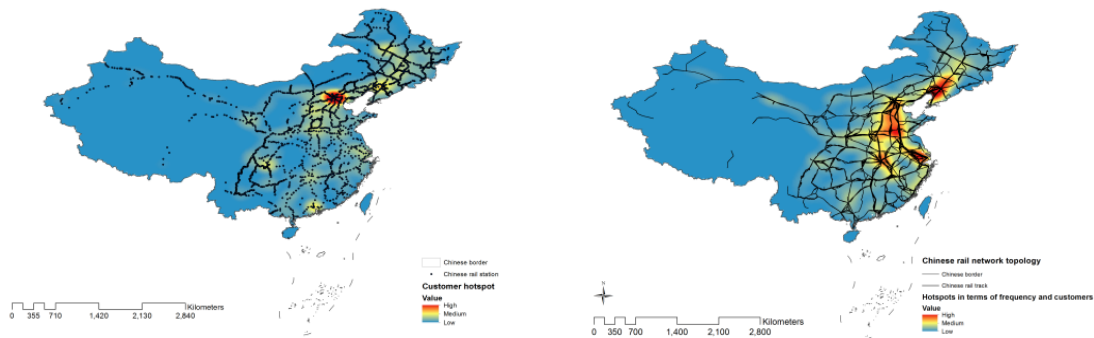 Chinese border
Chinese rail station
Customer hotspot
Value
High
Medium
Low
Kilometers
0 355 710 1,420 2,130 2,840
Chinese rail network topology
Chinese border
Chinese rail track
Hotspots in terms of frequency and customers
Value
High
Medium
Low
N
Kilometers
0 350 700 1,400 2,100 2,800